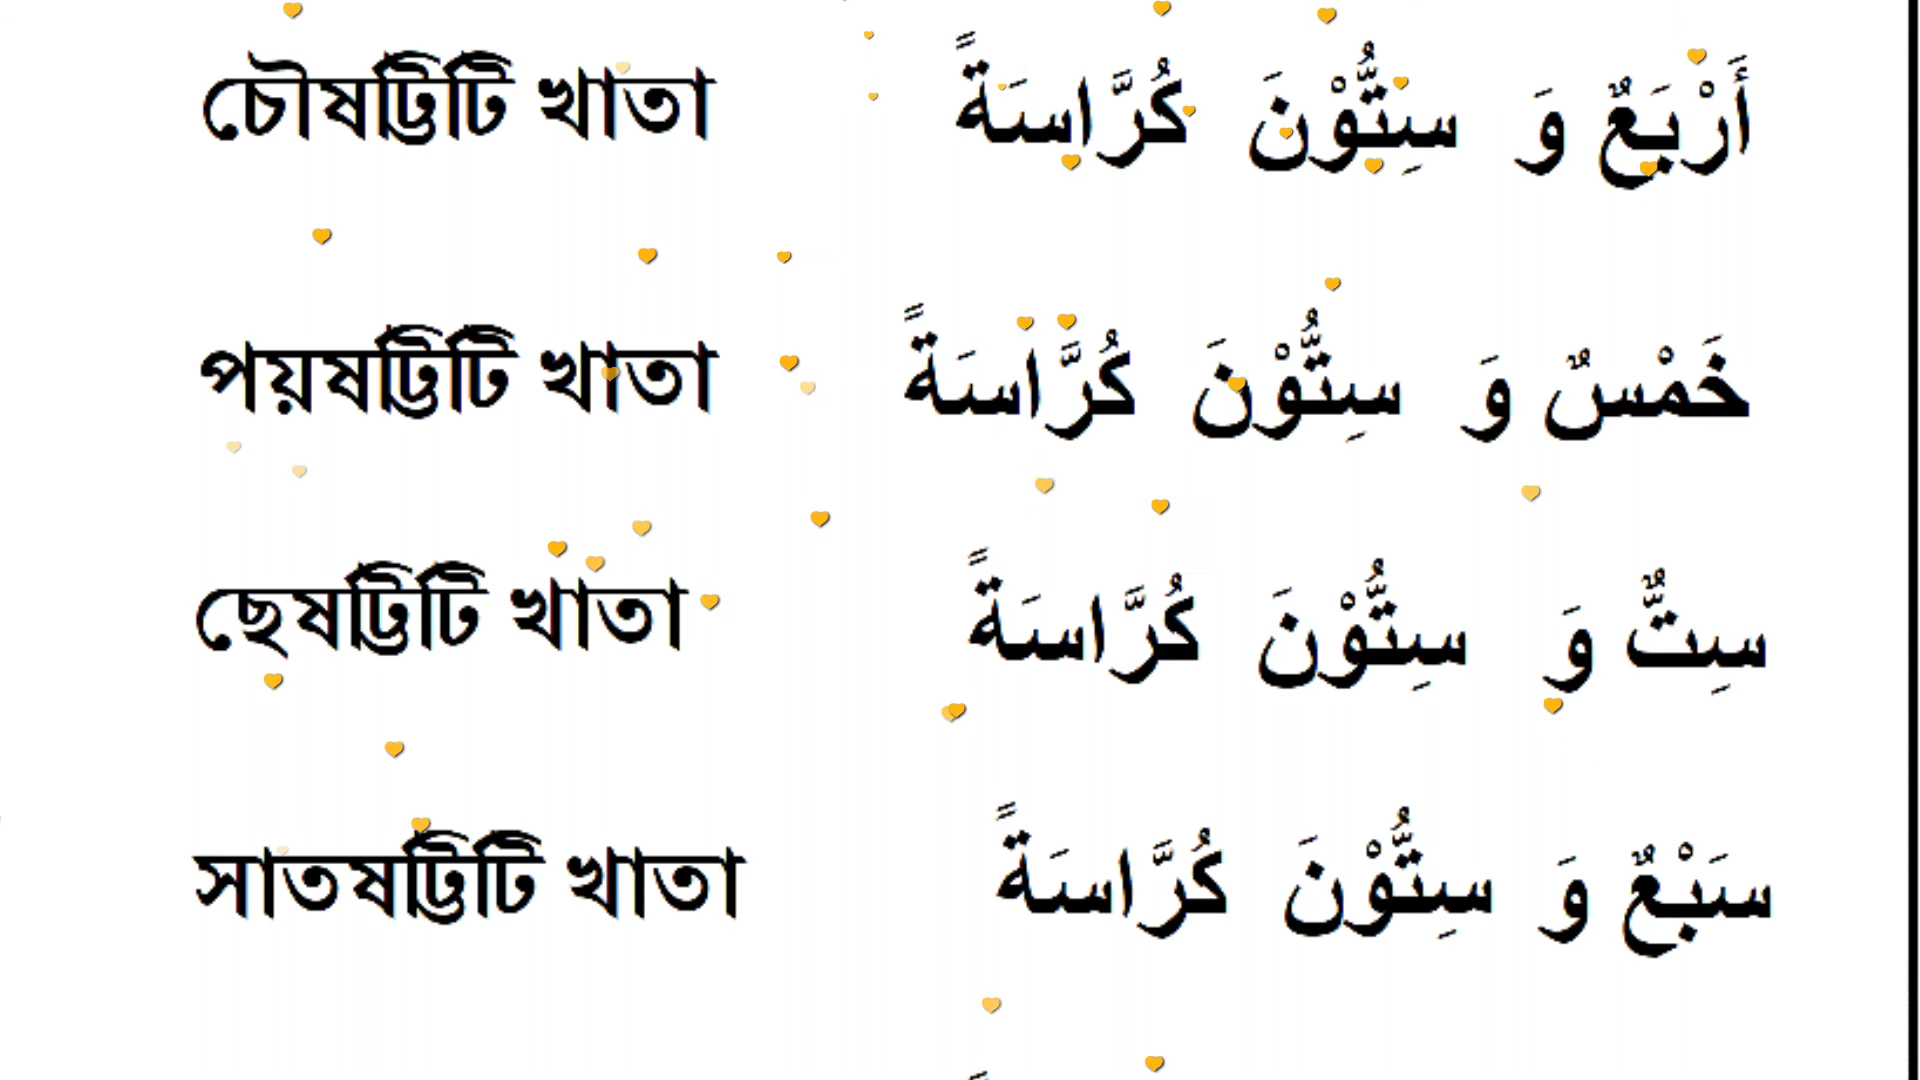 চৌষট্টিটি খাতা أَرْبَعٌ وَ سِتُّوْنَ كُرَّاسَةً
পয়ষট্টিটি খাতা خَمْسٌ وَ سِتُّوْنَ كُرَّاسَةً
ছেষট্টিটি খাতা سِتٌّ وَ سِتُّوْنَ كُرَّاسَةً
সাতষট্টিটি খাতা سَبْعٌ وَ سِتُّوْنَ كُرَّاسَةً